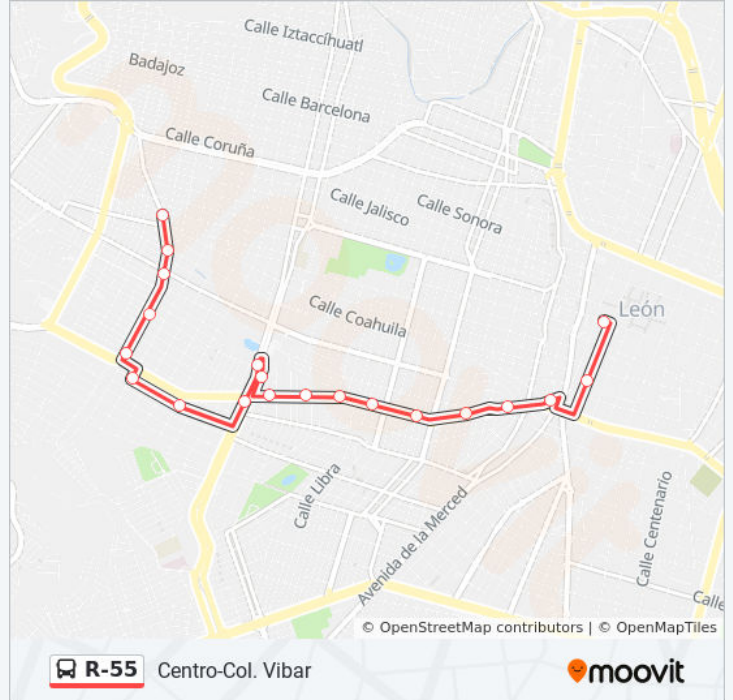 Calle Iztaccíhuatl
Badajoz
Calle Barcelona
Calle Coruña
Calle Jalisco
Calle Sonora
León
Calle Coahuila
Calle Libra
Avenida de la Merced
Calle Centenario
Calle
© OpenStreetMap contributors | © OpenMapTiles
R-55 Centro-Col. Vibar
moovit